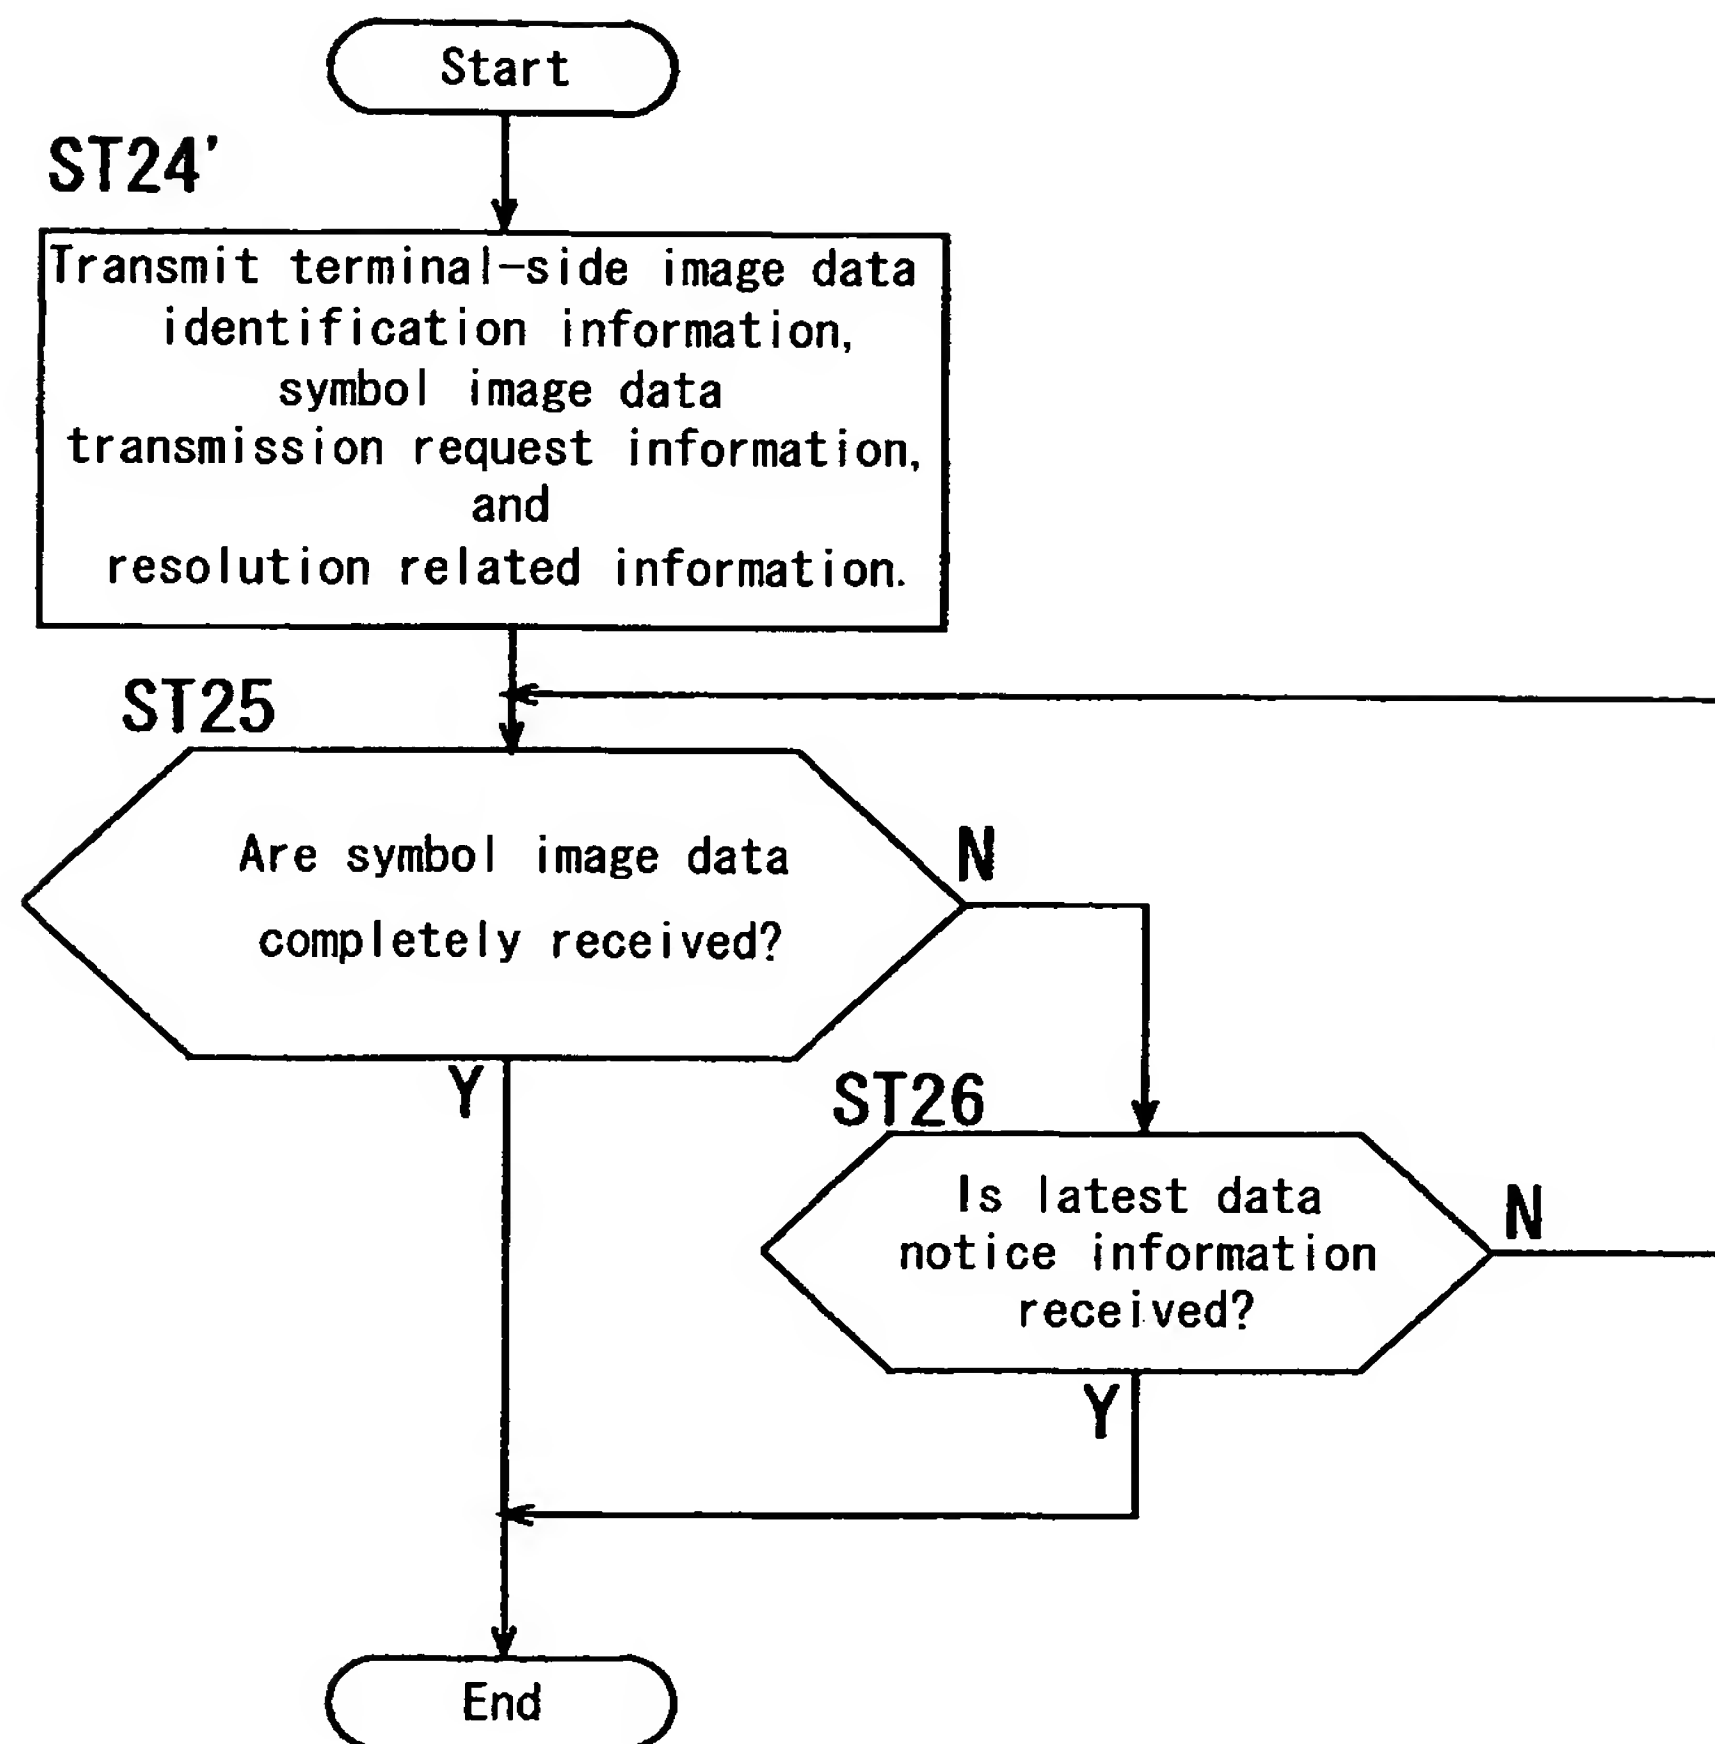 Start
ST24'
Transmit terminal-side image data
identification information,
symbol image data
transmission request information,
and
resolution related information.
ST25
Are symbol image data
completely received?
N
Y
ST26
Is latest data
notice information
received?
N
Y
End